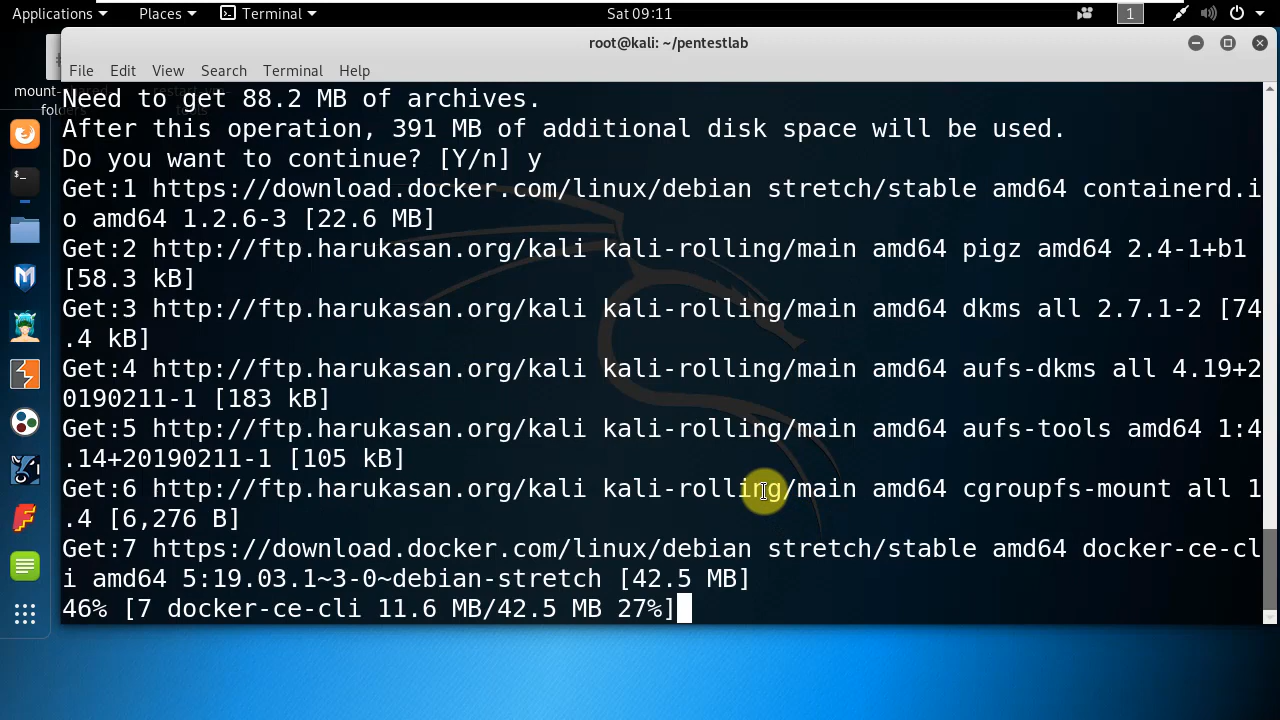 Applications Places Terminal Sat 09:11 1
root@kali: ~/pentestlab
File Edit View Search Terminal Help
mount-shared-
folders
restart-vm-
tools
Need to get 88.2 MB of archives.
After this operation, 391 MB of additional disk space will be used.
Do you want to continue? [Y/n] y
Get:1 https://download.docker.com/linux/debian stretch/stable amd64 containerd.i
o amd64 1.2.6-3 [22.6 MB]
Get:2 http://ftp.harukasan.org/kali kali-rolling/main amd64 pigz amd64 2.4-1+b1
[58.3 kB]
Get:3 http://ftp.harukasan.org/kali kali-rolling/main amd64 dkms all 2.7.1-2 [74
.4 kB]
Get:4 http://ftp.harukasan.org/kali kali-rolling/main amd64 aufs-dkms all 4.19+2
0190211-1 [183 kB]
Get:5 http://ftp.harukasan.org/kali kali-rolling/main amd64 aufs-tools amd64 1:4
.14+20190211-1 [105 kB]
Get:6 http://ftp.harukasan.org/kali kali-rolling/main amd64 cgroupfs-mount all 1
.4 [6,276 B]
Get:7 https://download.docker.com/linux/debian stretch/stable amd64 docker-ce-cl
i amd64 5:19.03.1~3-0~debian-stretch [42.5 MB]
46% [7 docker-ce-cli 11.6 MB/42.5 MB 27%]